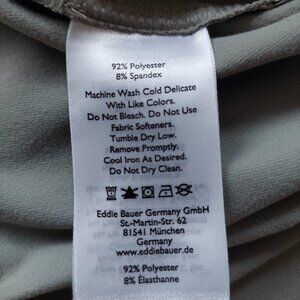 92% Polyester
8% Spandex
Machine Wash Cold Delicate
With Like Colors.
Do Not Bleach. Do Not Use
Fabric Softeners.
Tumble Dry Low.
Remove Promptly.
Cool Iron As Desired.
Do Not Dry Clean.
Eddie Bauer Germany GmbH
St.-Martin-Str. 62
81541 München
Germany
www.eddiebauer.de
92% Polyester
8% Élasthanne